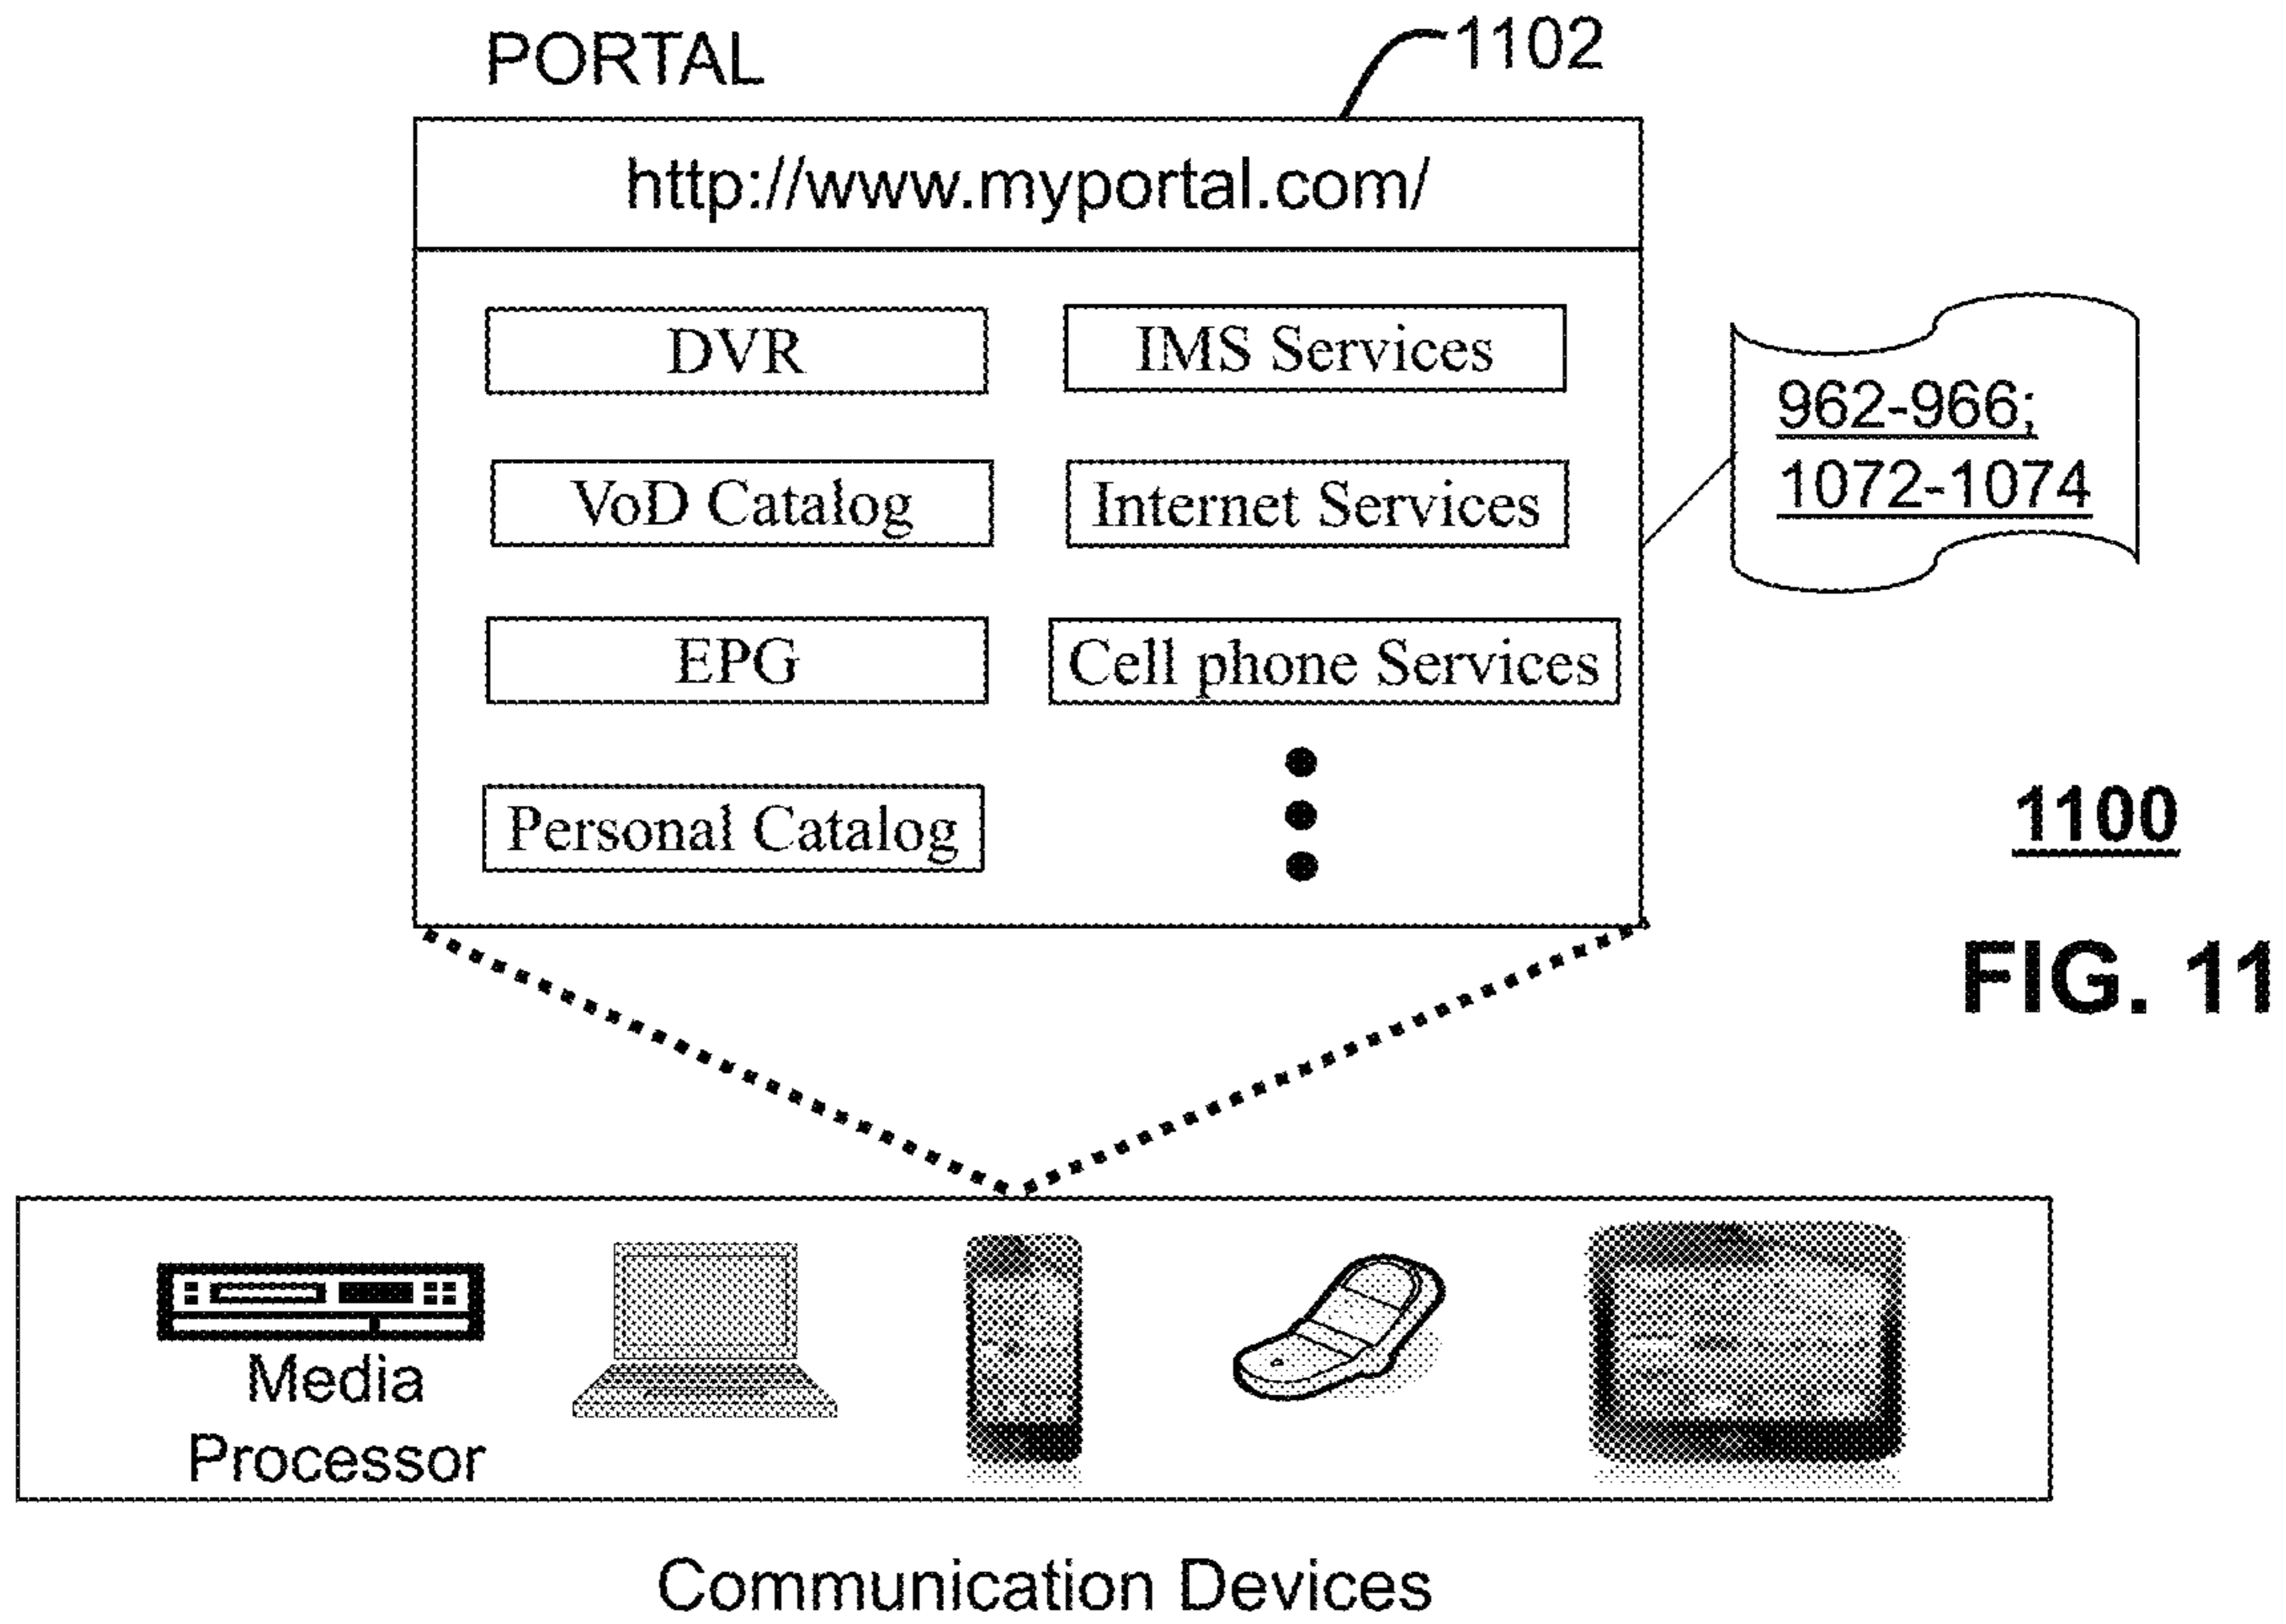 PORTAL
1102
http://www.myportal.com/
DVR
IMS Services
VoD Catalog
Internet Services
EPG
Cell phone Services
Personal Catalog
962-966;
1072-1074
1100
FIG. 11
Media
Processor
Communication Devices